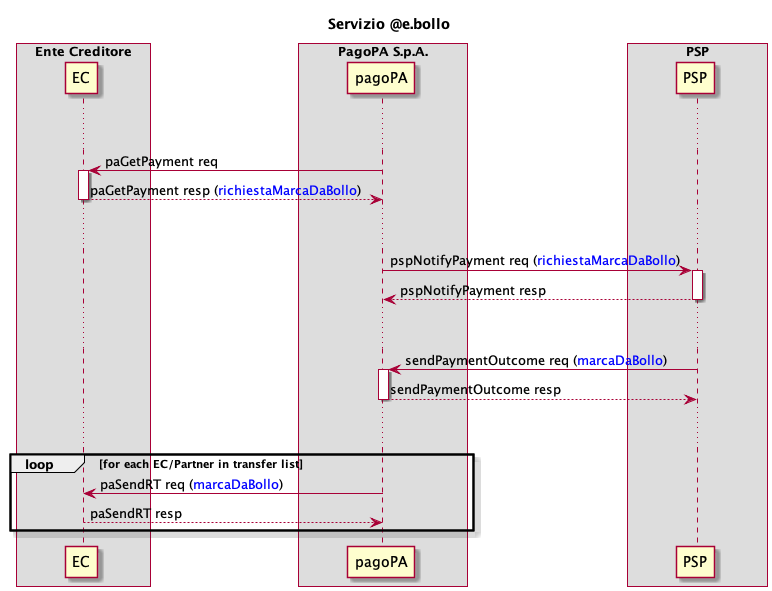 Servizio @e.bollo
Ente Creditore
PagoPA S.p.A.
PSP
EC
pagoPA
PSP
paGetPayment req
paGetPayment resp (richiestaMarcaDaBollo)
pspNotifyPayment req (richiestaMarcaDaBollo)
pspNotifyPayment resp
sendPaymentOutcome req (marcaDaBollo)
sendPaymentOutcome resp
loop [for each EC/Partner in transfer list]
paSendRT req (marcaDaBollo)
paSendRT resp
EC
pagoPA
PSP